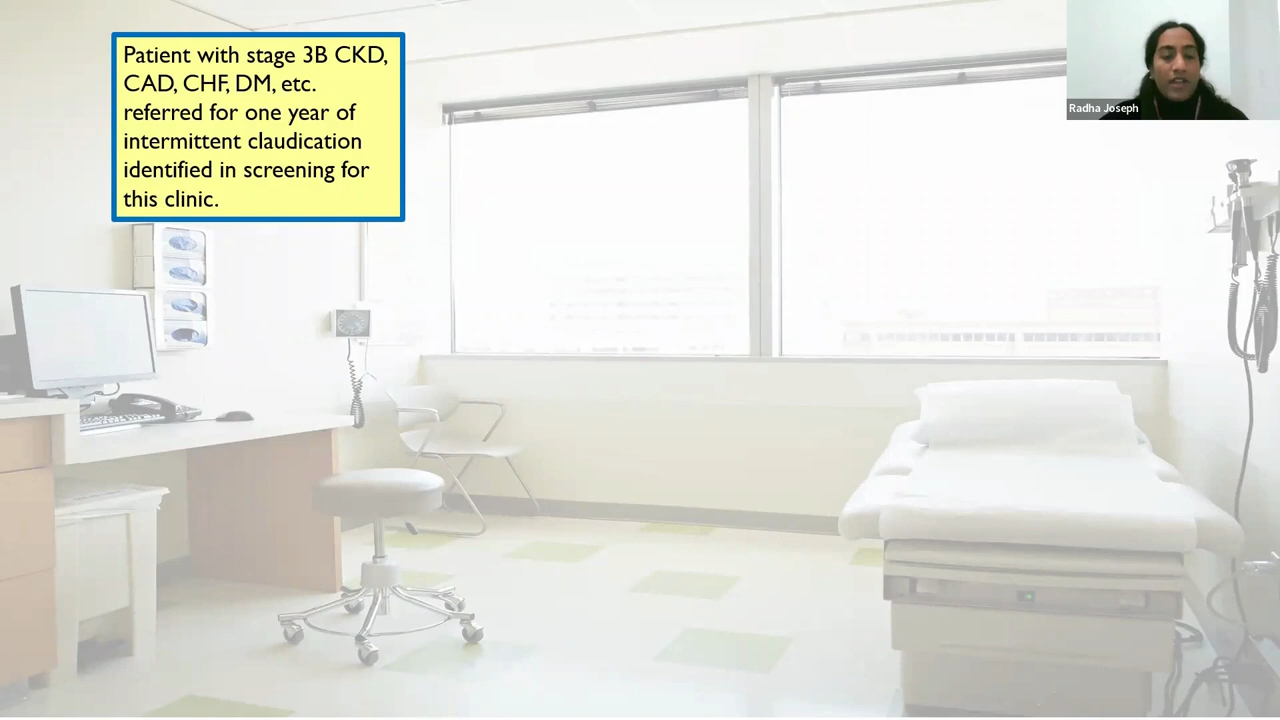 Patient with stage 3B CKD,
CAD, CHF, DM, etc.
referred for one year of
intermittent claudication
identified in screening for
this clinic.
Radha Joseph